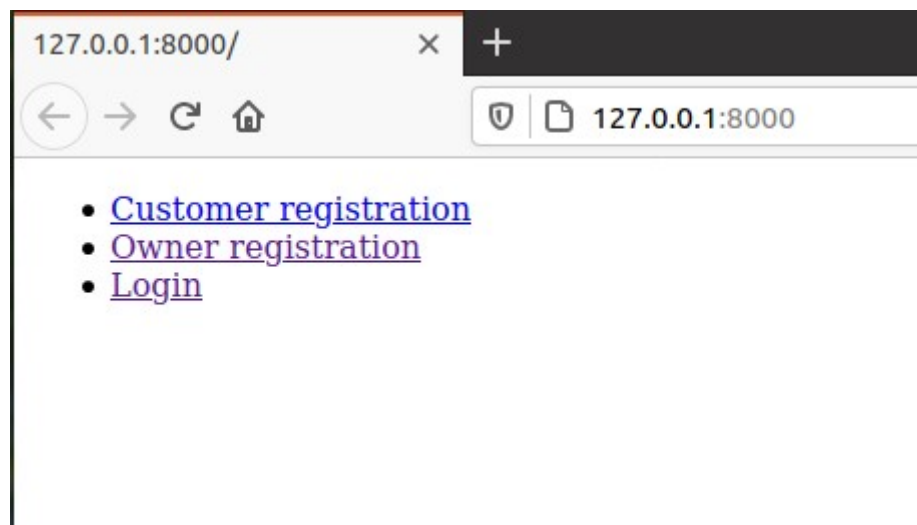 127.0.0.1:8000/
127.0.0.1:8000
Customer registration
Owner registration
Login